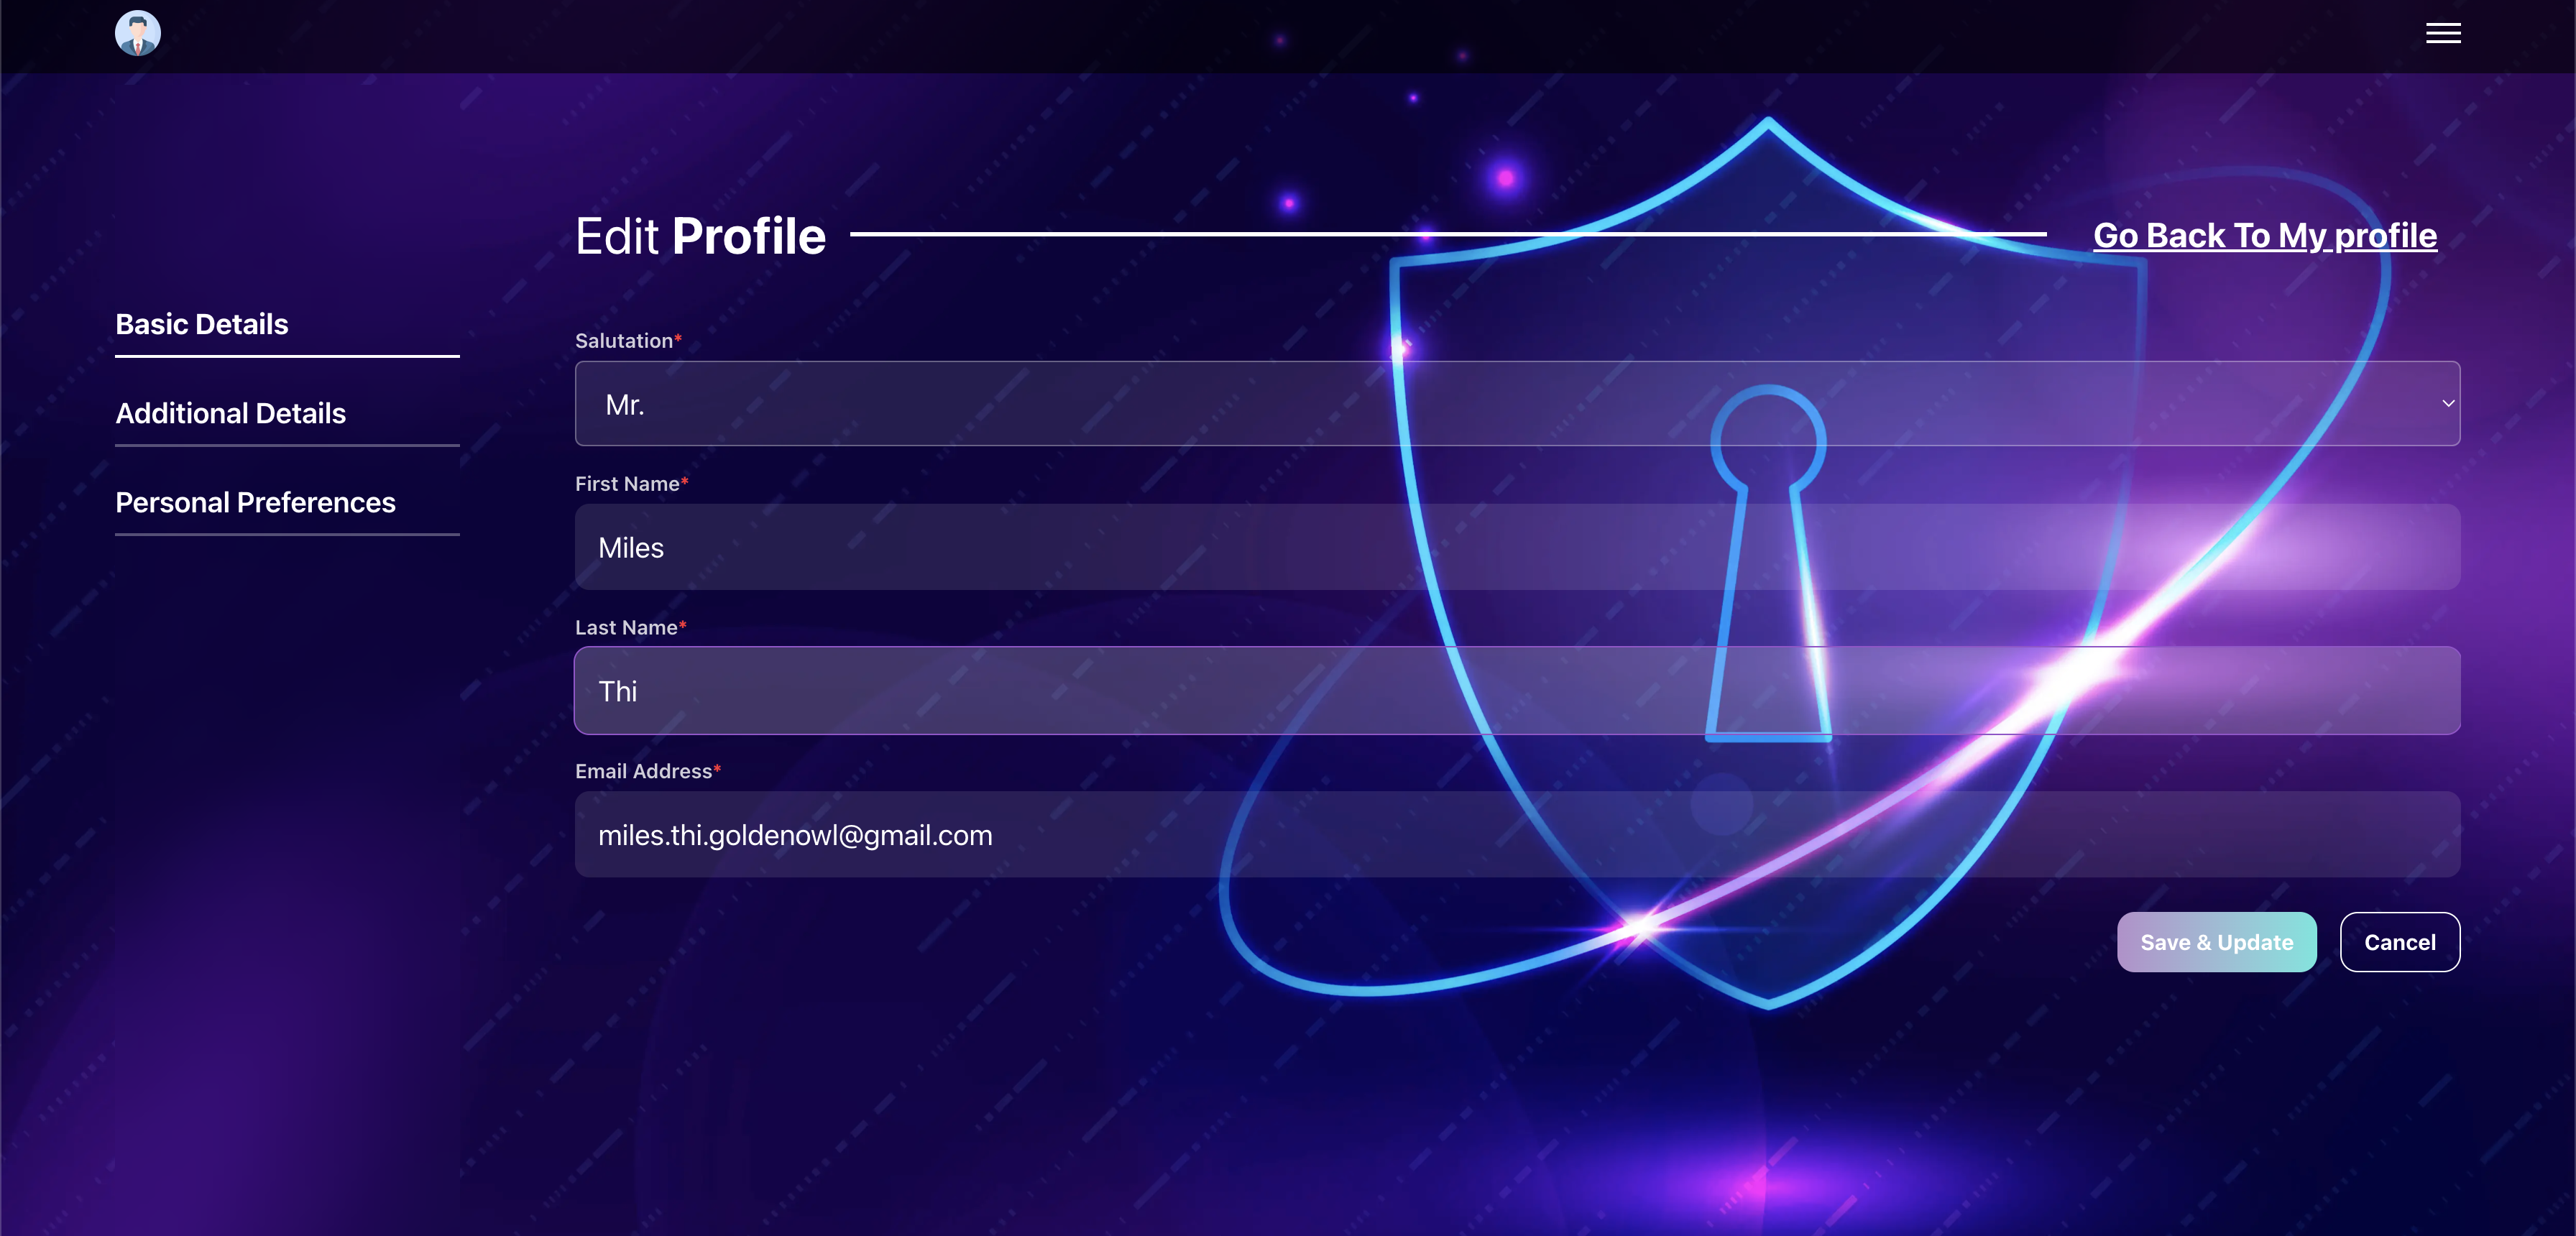 Edit Profile
Go Back To My profile
Basic Details
Additional Details
Personal Preferences
Salutation*
Mr.
First Name*
Miles
Last Name*
Thi
Email Address*
miles.thi.goldenowl@gmail.com
Save & Update
Cancel